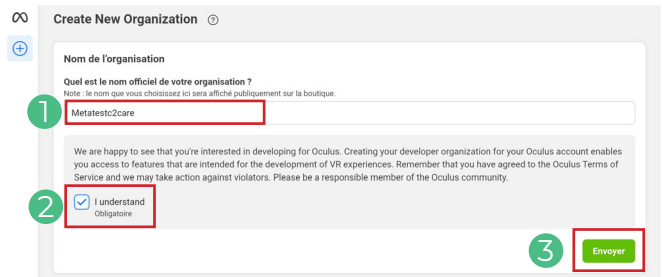 Create New Organization
Nom de l'organisation
Quel est le nom officiel de votre organisation ?
Note : le nom que vous choisissez ici sera affiché publiquement sur la boutique.
1
Metatestc2care
We are happy to see that you're interested in developing for Oculus. Creating your developer organization for your Oculus account enables
you access to features that are intended for the development of VR experiences. Remember that you have agreed to the Oculus Terms of
Service and we may take action against violators. Please be a responsible member of the Oculus community.
2
I understand
Obligatoire
3
Envoyer